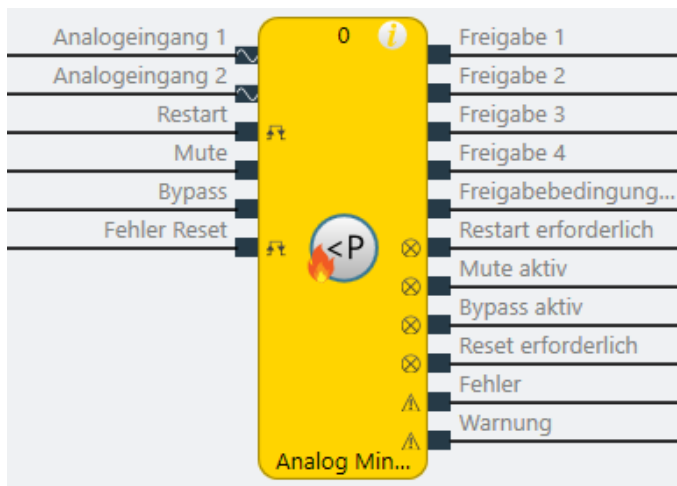 Analogeingang 1
Analogeingang 2
Restart
Mute
Bypass
Fehler Reset
0
i
<P
Analog Min...
Freigabe 1
Freigabe 2
Freigabe 3
Freigabe 4
Freigabebedingung...
Restart erforderlich
Mute aktiv
Bypass aktiv
Reset erforderlich
Fehler
Warnung